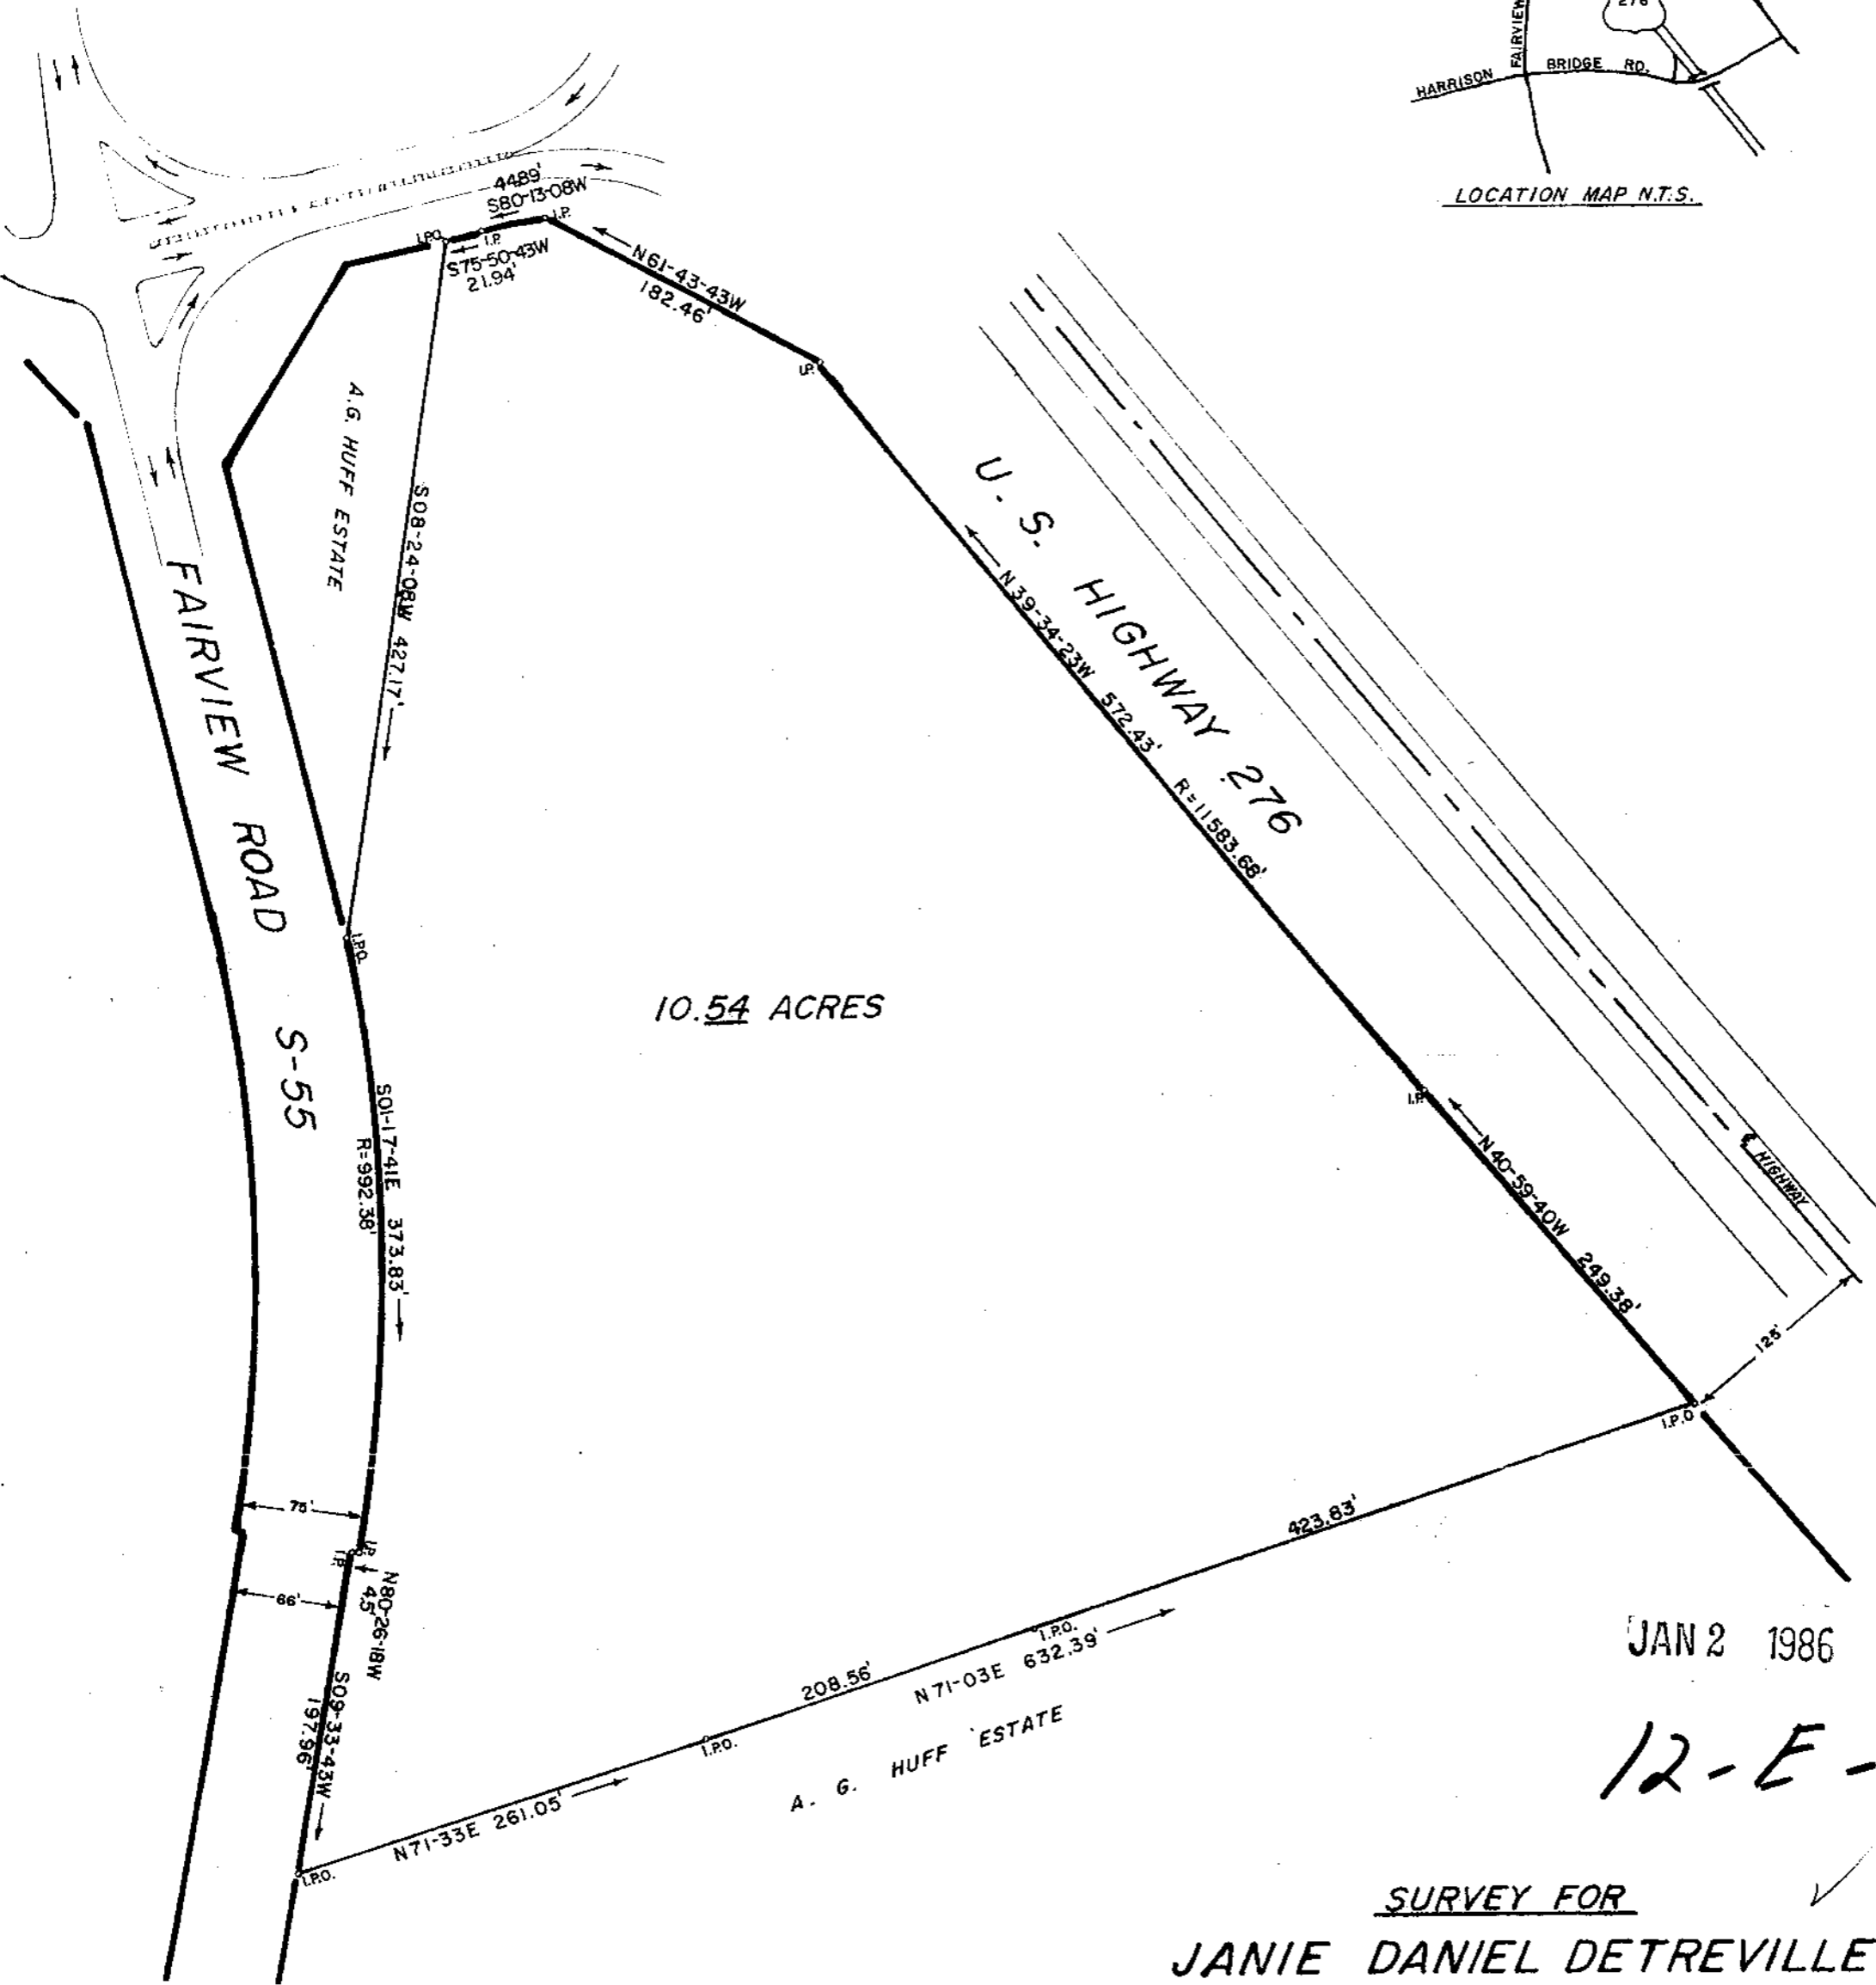 276
FAIRVIEW
HARRISON
BRIDGE RD.
LOCATION MAP N.T.S.
44.89'
S80-13-08W
I.P.
I.P.O.
I.P.
S75-50-43W
21.94'
N61-43-43W
182.46'
I.P.
A.G. HUFF ESTATE
S08-24-08W 427.17'
U. S. HIGHWAY 276
N39-34-23W 572.43' R=11583.68'
FAIRVIEW ROAD S-55
I.P.O.
10.54 ACRES
S01-17-41E 373.83'
R=992.38'
I.P.
N40-59-40W 249.38'
℄ HIGHWAY
125'
I.P.O
75'
I.P.
I.P.
N80-26-18W
4.5'
66'
423.83'
I.P.O.
N71-03E 632.39'
208.56'
S09-33-43W
197.96'
I.P.O.
A. G. HUFF ESTATE
N71-33E 261.05'
I.P.O.
JAN 2 1986
12-E-
SURVEY FOR
JANIE DANIEL DETREVILLE